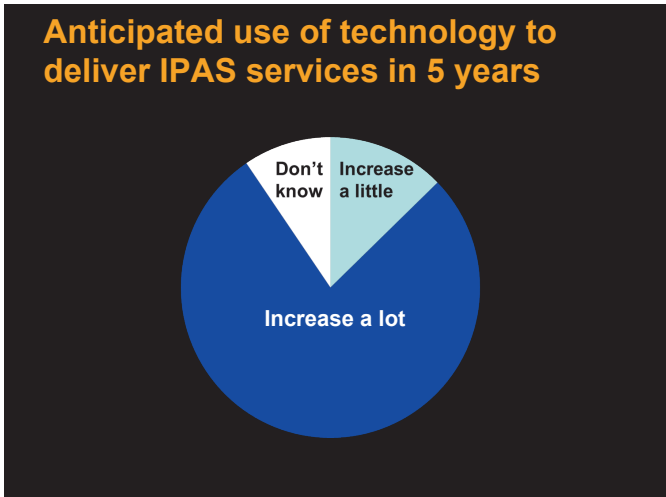 Anticipated use of technology to
deliver IPAS services in 5 years
Don't
know
Increase
a little
Increase a lot